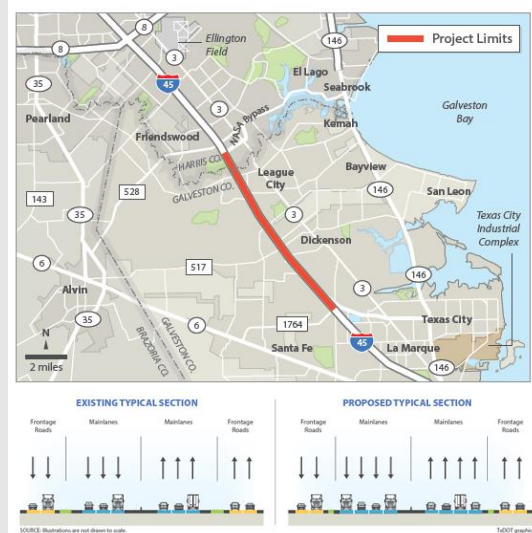 8
8
3
Ellington
Field
146
Project Limits
35
45
El Lago
Seabrook
Galveston
Bay
Pearland
3
NASA Bypass
Kemah
Friendswood
HARRIS CO.
GALVESTON CO.
League
City
Bayview
143
528
146
San Leon
35
3
Texas City
Industrial
Complex
Dickenson
6
517
146
Alvin
3
35
6
1764
Texas City
GALVESTON CO.
BRAZORIA CO.
N
2 miles
Santa Fe
45
La Marque
146
EXISTING TYPICAL SECTION
Frontage
Roads
Mainlanes
Mainlanes
Frontage
Roads
PROPOSED TYPICAL SECTION
Frontage
Roads
Mainlanes
Mainlanes
Frontage
Roads
SOURCE: Illustrations are not drawn to scale.
TxDOT graphic